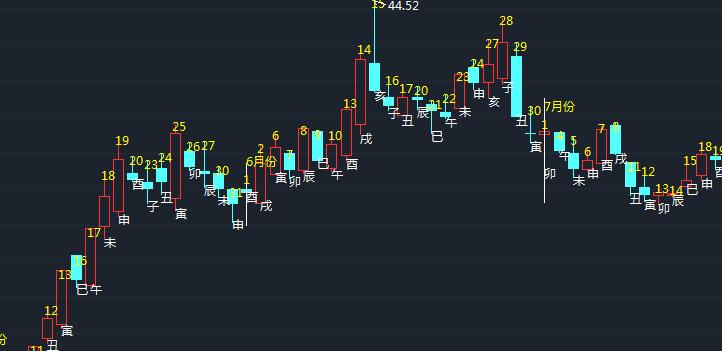 份
11
12
丑
13
寅
16
巳
17
午
18
未
19
申
20
酉
23
子
24
丑
25
寅
26
卯
27
辰
30
未
31
申
6月份
1
酉
2
戌
6
寅
7
卯
8
辰
9
10
午
13
酉
14
戌
15
44.52
亥
16
子
17
丑
20
辰
21
巳
22
午
23
未
24
申
27
亥
28
子
29
丑
30
寅
7月份
1
卯
4
午
5
未
6
申
7
酉
8
戌
11
丑
12
寅
13
卯
14
辰
15
巳
18
申
19
酉